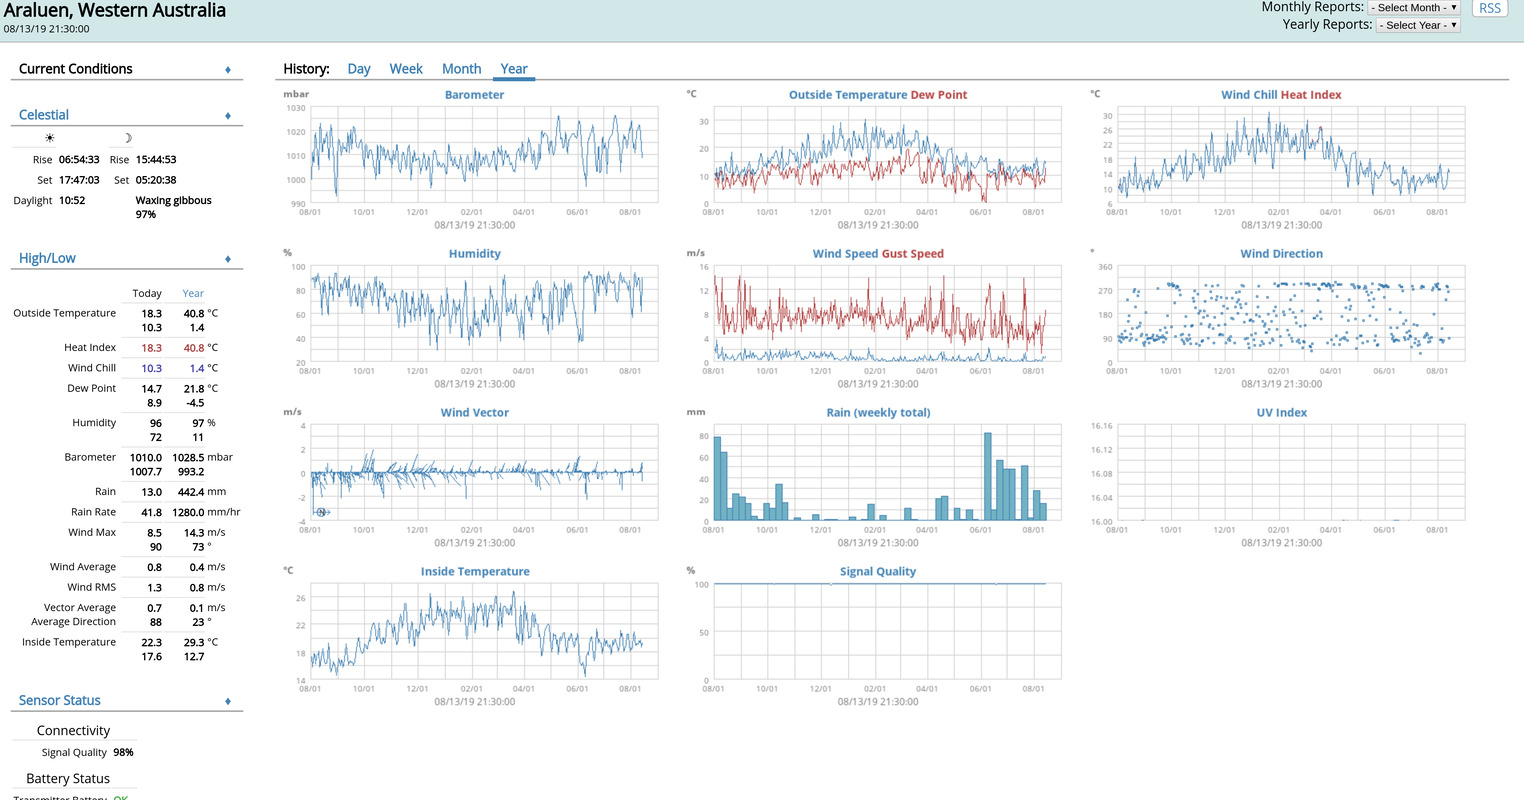 Araluen, Western Australia
08/13/19 21:30:00
Monthly Reports: - Select Month -
Yearly Reports: - Select Year -
RSS
Current Conditions
Celestial
Rise 06:54:33 Rise 15:44:53
Set 17:47:03 Set 05:20:38
Daylight 10:52 Waxing gibbous
97%
High/Low
Today Year
Outside Temperature 18.3 40.8 °C
10.3 1.4
Heat Index 18.3 40.8 °C
Wind Chill 10.3 1.4 °C
Dew Point 14.7 21.8 °C
8.9 -4.5
Humidity 96 97 %
72 11
Barometer 1010.0 1028.5 mbar
1007.7 993.2
Rain 13.0 442.4 mm
Rain Rate 41.8 1280.0 mm/hr
Wind Max 8.5 14.3 m/s
90 73 °
Wind Average 0.8 0.4 m/s
Wind RMS 1.3 0.8 m/s
Vector Average 0.7 0.1 m/s
Average Direction 88 23 °
Inside Temperature 22.3 29.3 °C
17.6 12.7
Sensor Status
Connectivity
Signal Quality 98%
Battery Status
Transmitter Battery OK
History: Day Week Month Year
mbar Barometer
1030
1020
1010
1000
990
08/01 10/01 12/01 02/01 04/01 06/01 08/01
08/13/19 21:30:00
°C Outside Temperature Dew Point
30
20
10
0
08/01 10/01 12/01 02/01 04/01 06/01 08/01
08/13/19 21:30:00
°C Wind Chill Heat Index
30
26
22
18
14
10
6
08/01 10/01 12/01 02/01 04/01 06/01 08/01
08/13/19 21:30:00
% Humidity
100
80
60
40
20
08/01 10/01 12/01 02/01 04/01 06/01 08/01
08/13/19 21:30:00
m/s Wind Speed Gust Speed
16
12
8
4
0
08/01 10/01 12/01 02/01 04/01 06/01 08/01
08/13/19 21:30:00
° Wind Direction
360
270
180
90
0
08/01 10/01 12/01 02/01 04/01 06/01 08/01
08/13/19 21:30:00
m/s Wind Vector
4
2
0
-2
-4
N
08/01 10/01 12/01 02/01 04/01 06/01 08/01
08/13/19 21:30:00
mm Rain (weekly total)
80
60
40
20
0
08/01 10/01 12/01 02/01 04/01 06/01 08/01
08/13/19 21:30:00
UV Index
16.16
16.12
16.08
16.04
16.00
08/01 10/01 12/01 02/01 04/01 06/01 08/01
08/13/19 21:30:00
°C Inside Temperature
26
22
18
14
08/01 10/01 12/01 02/01 04/01 06/01 08/01
08/13/19 21:30:00
% Signal Quality
100
50
0
08/01 10/01 12/01 02/01 04/01 06/01 08/01
08/13/19 21:30:00